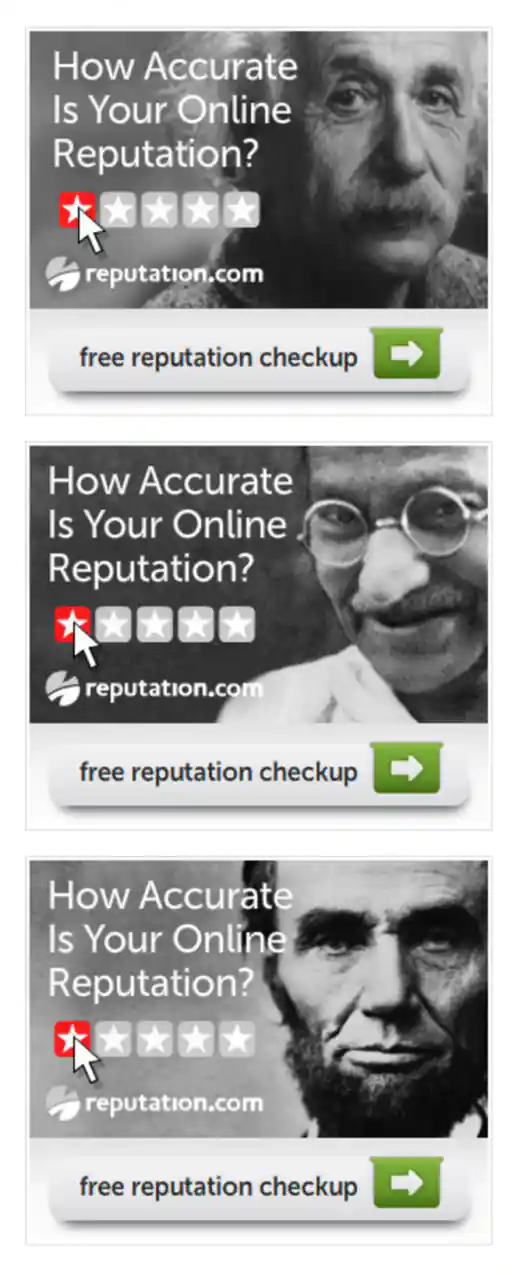 How Accurate
Is Your Online
Reputation?
reputation.com
free reputation checkup
How Accurate
Is Your Online
Reputation?
reputation.com
free reputation checkup
How Accurate
Is Your Online
Reputation?
reputation.com
free reputation checkup